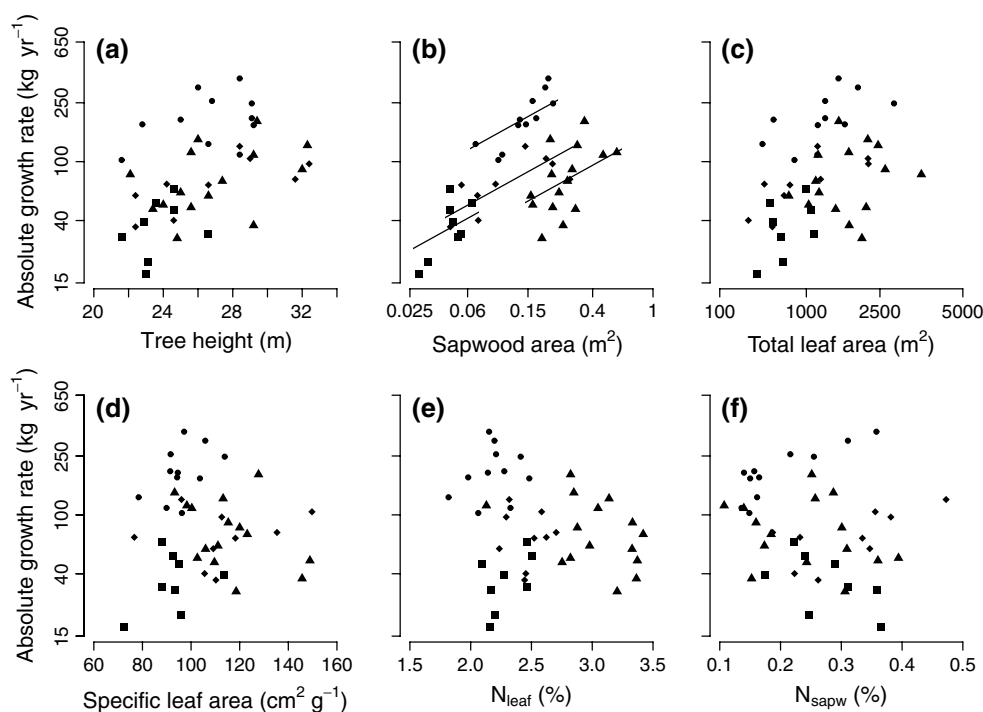 (a) (b) (c)
Absolute growth rate (kg yr⁻¹)
650
250
100
40
15
20 24 28 32
Tree height (m)
0.025 0.06 0.15 0.4 1
Sapwood area (m²)
100 1000 2500 5000
Total leaf area (m²)
(d) (e) (f)
Absolute growth rate (kg yr⁻¹)
650
250
100
40
15
60 80 100 120 140 160
Specific leaf area (cm² g⁻¹)
1.5 2.0 2.5 3.0 3.5
N_leaf (%)
0.1 0.2 0.3 0.4 0.5
N_sapw (%)